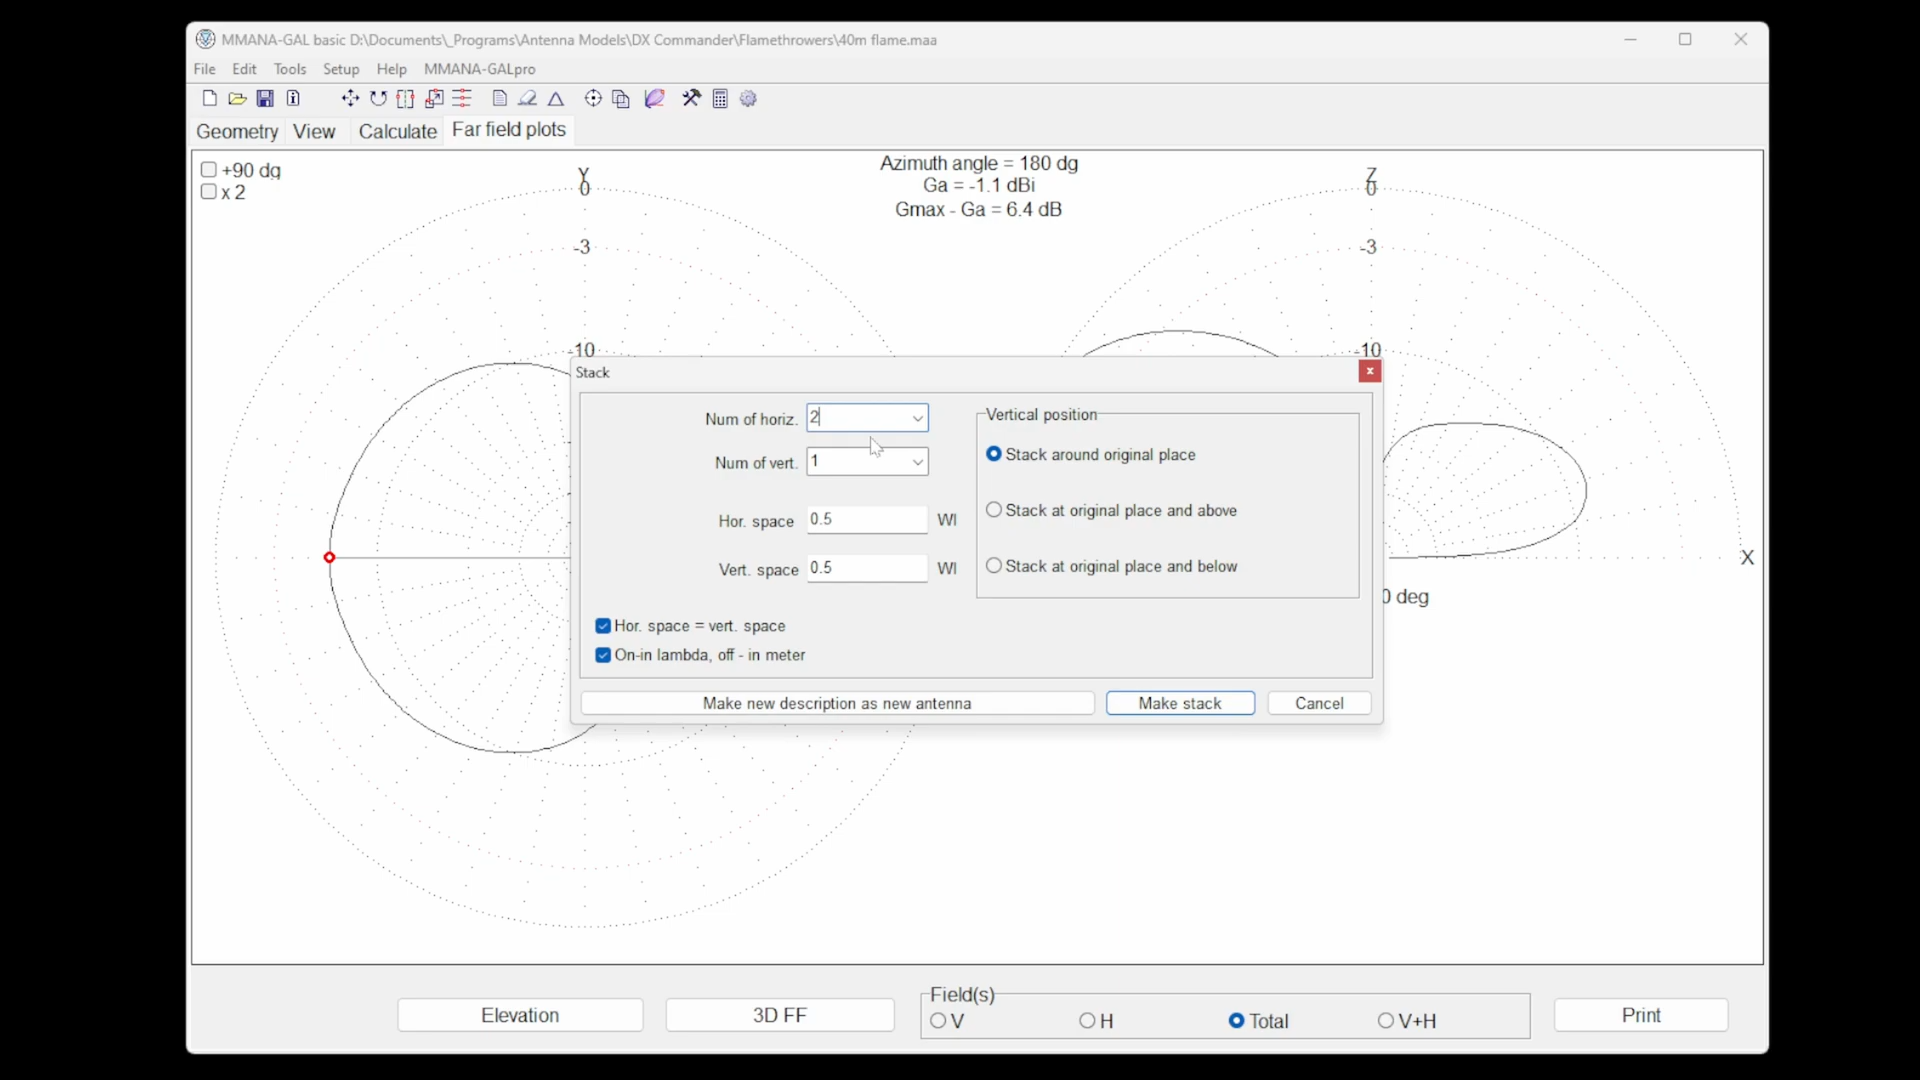 MMANA-GAL basic D:\Documents\_Programs\Antenna Models\DX Commander\Flamethrowers\40m flame.maa
File Edit Tools Setup Help MMANA-GALpro
Geometry View Calculate Far field plots
+90 dg
x 2
Azimuth angle = 180 dg
Ga = -1.1 dBi
Gmax - Ga = 6.4 dB
Y
0
-3
-10
Z
0
-3
-10
X
0 deg
Stack
Num of horiz. 2
Num of vert. 1
Hor. space 0.5 Wl
Vert. space 0.5 Wl
Vertical position
Stack around original place
Stack at original place and above
Stack at original place and below
Hor. space = vert. space
On-in lambda, off - in meter
Make new description as new antenna Make stack Cancel
Elevation 3D FF
Field(s)
V H Total V+H
Print